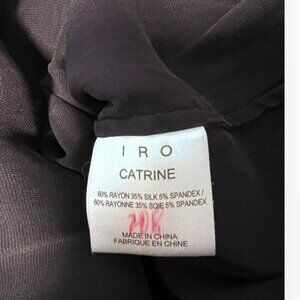 IRO
CATRINE
60% RAYON 35% SILK 5% SPANDEX /
60% RAYONNE 35% SOIE 5% SPANDEX
MADE IN CHINA
FABRIQUE EN CHINE